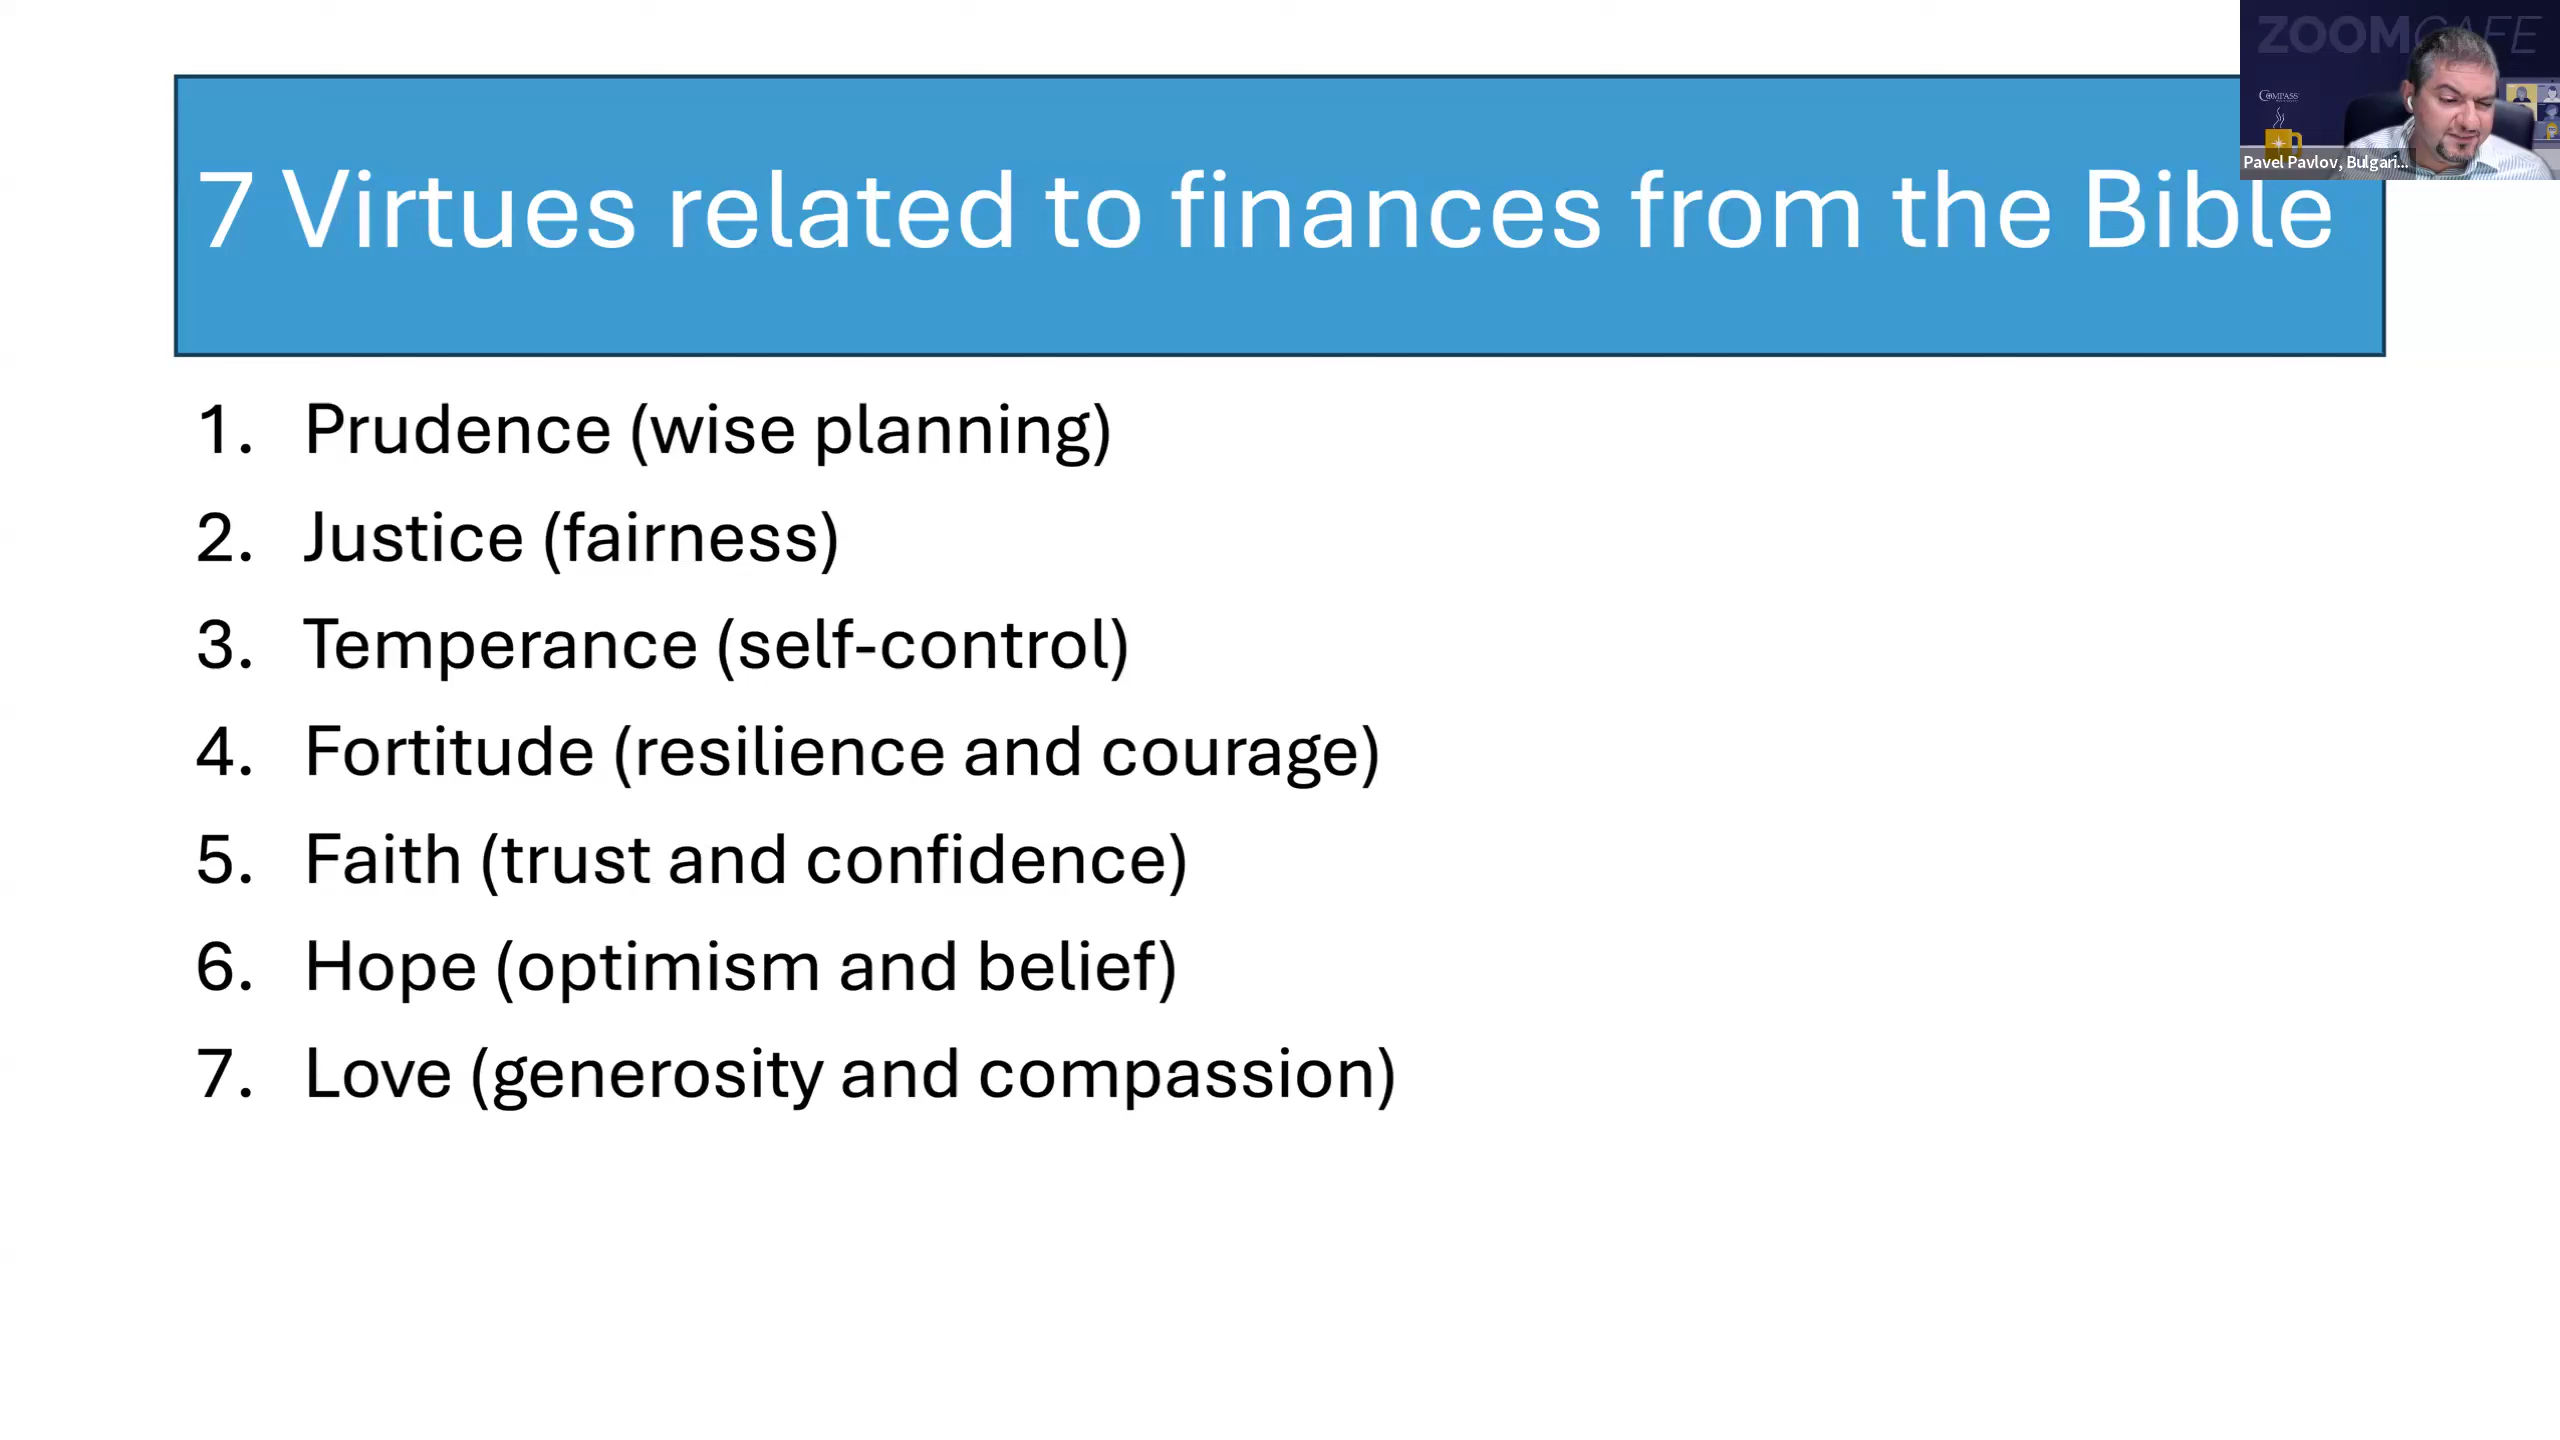 ZOOMCAFE
COMPASS
Pavel Pavlov, Bulgari...
7 Virtues related to finances from the Bible
1. Prudence (wise planning)
2. Justice (fairness)
3. Temperance (self-control)
4. Fortitude (resilience and courage)
5. Faith (trust and confidence)
6. Hope (optimism and belief)
7. Love (generosity and compassion)